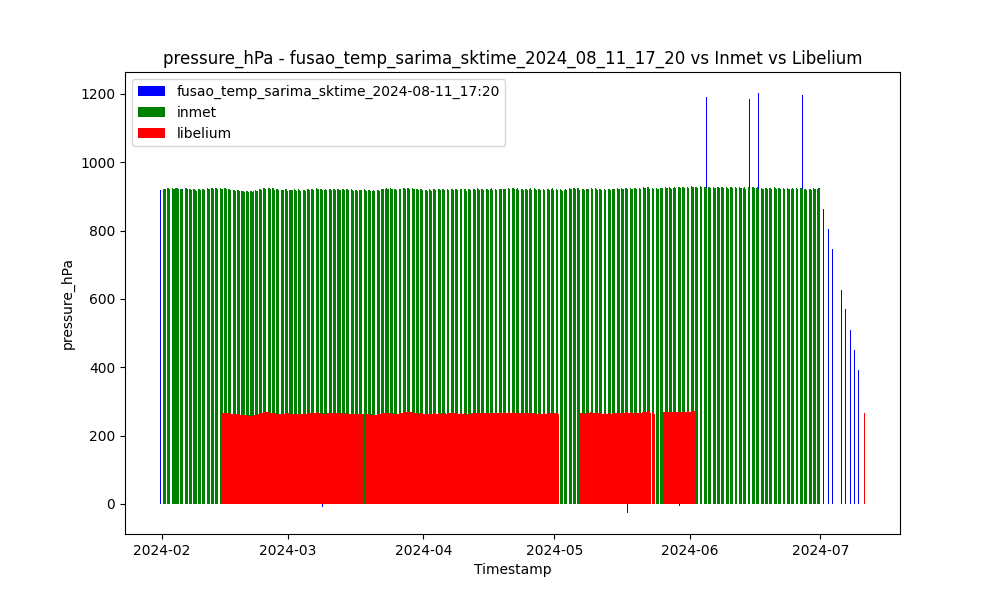 pressure_hPa - fusao_temp_sarima_sktime_2024_08_11_17_20 vs Inmet vs Libelium
fusao_temp_sarima_sktime_2024-08-11_17:20
inmet
libelium
pressure_hPa
1200
1000
800
600
400
200
0
2024-02 2024-03 2024-04 2024-05 2024-06 2024-07
Timestamp